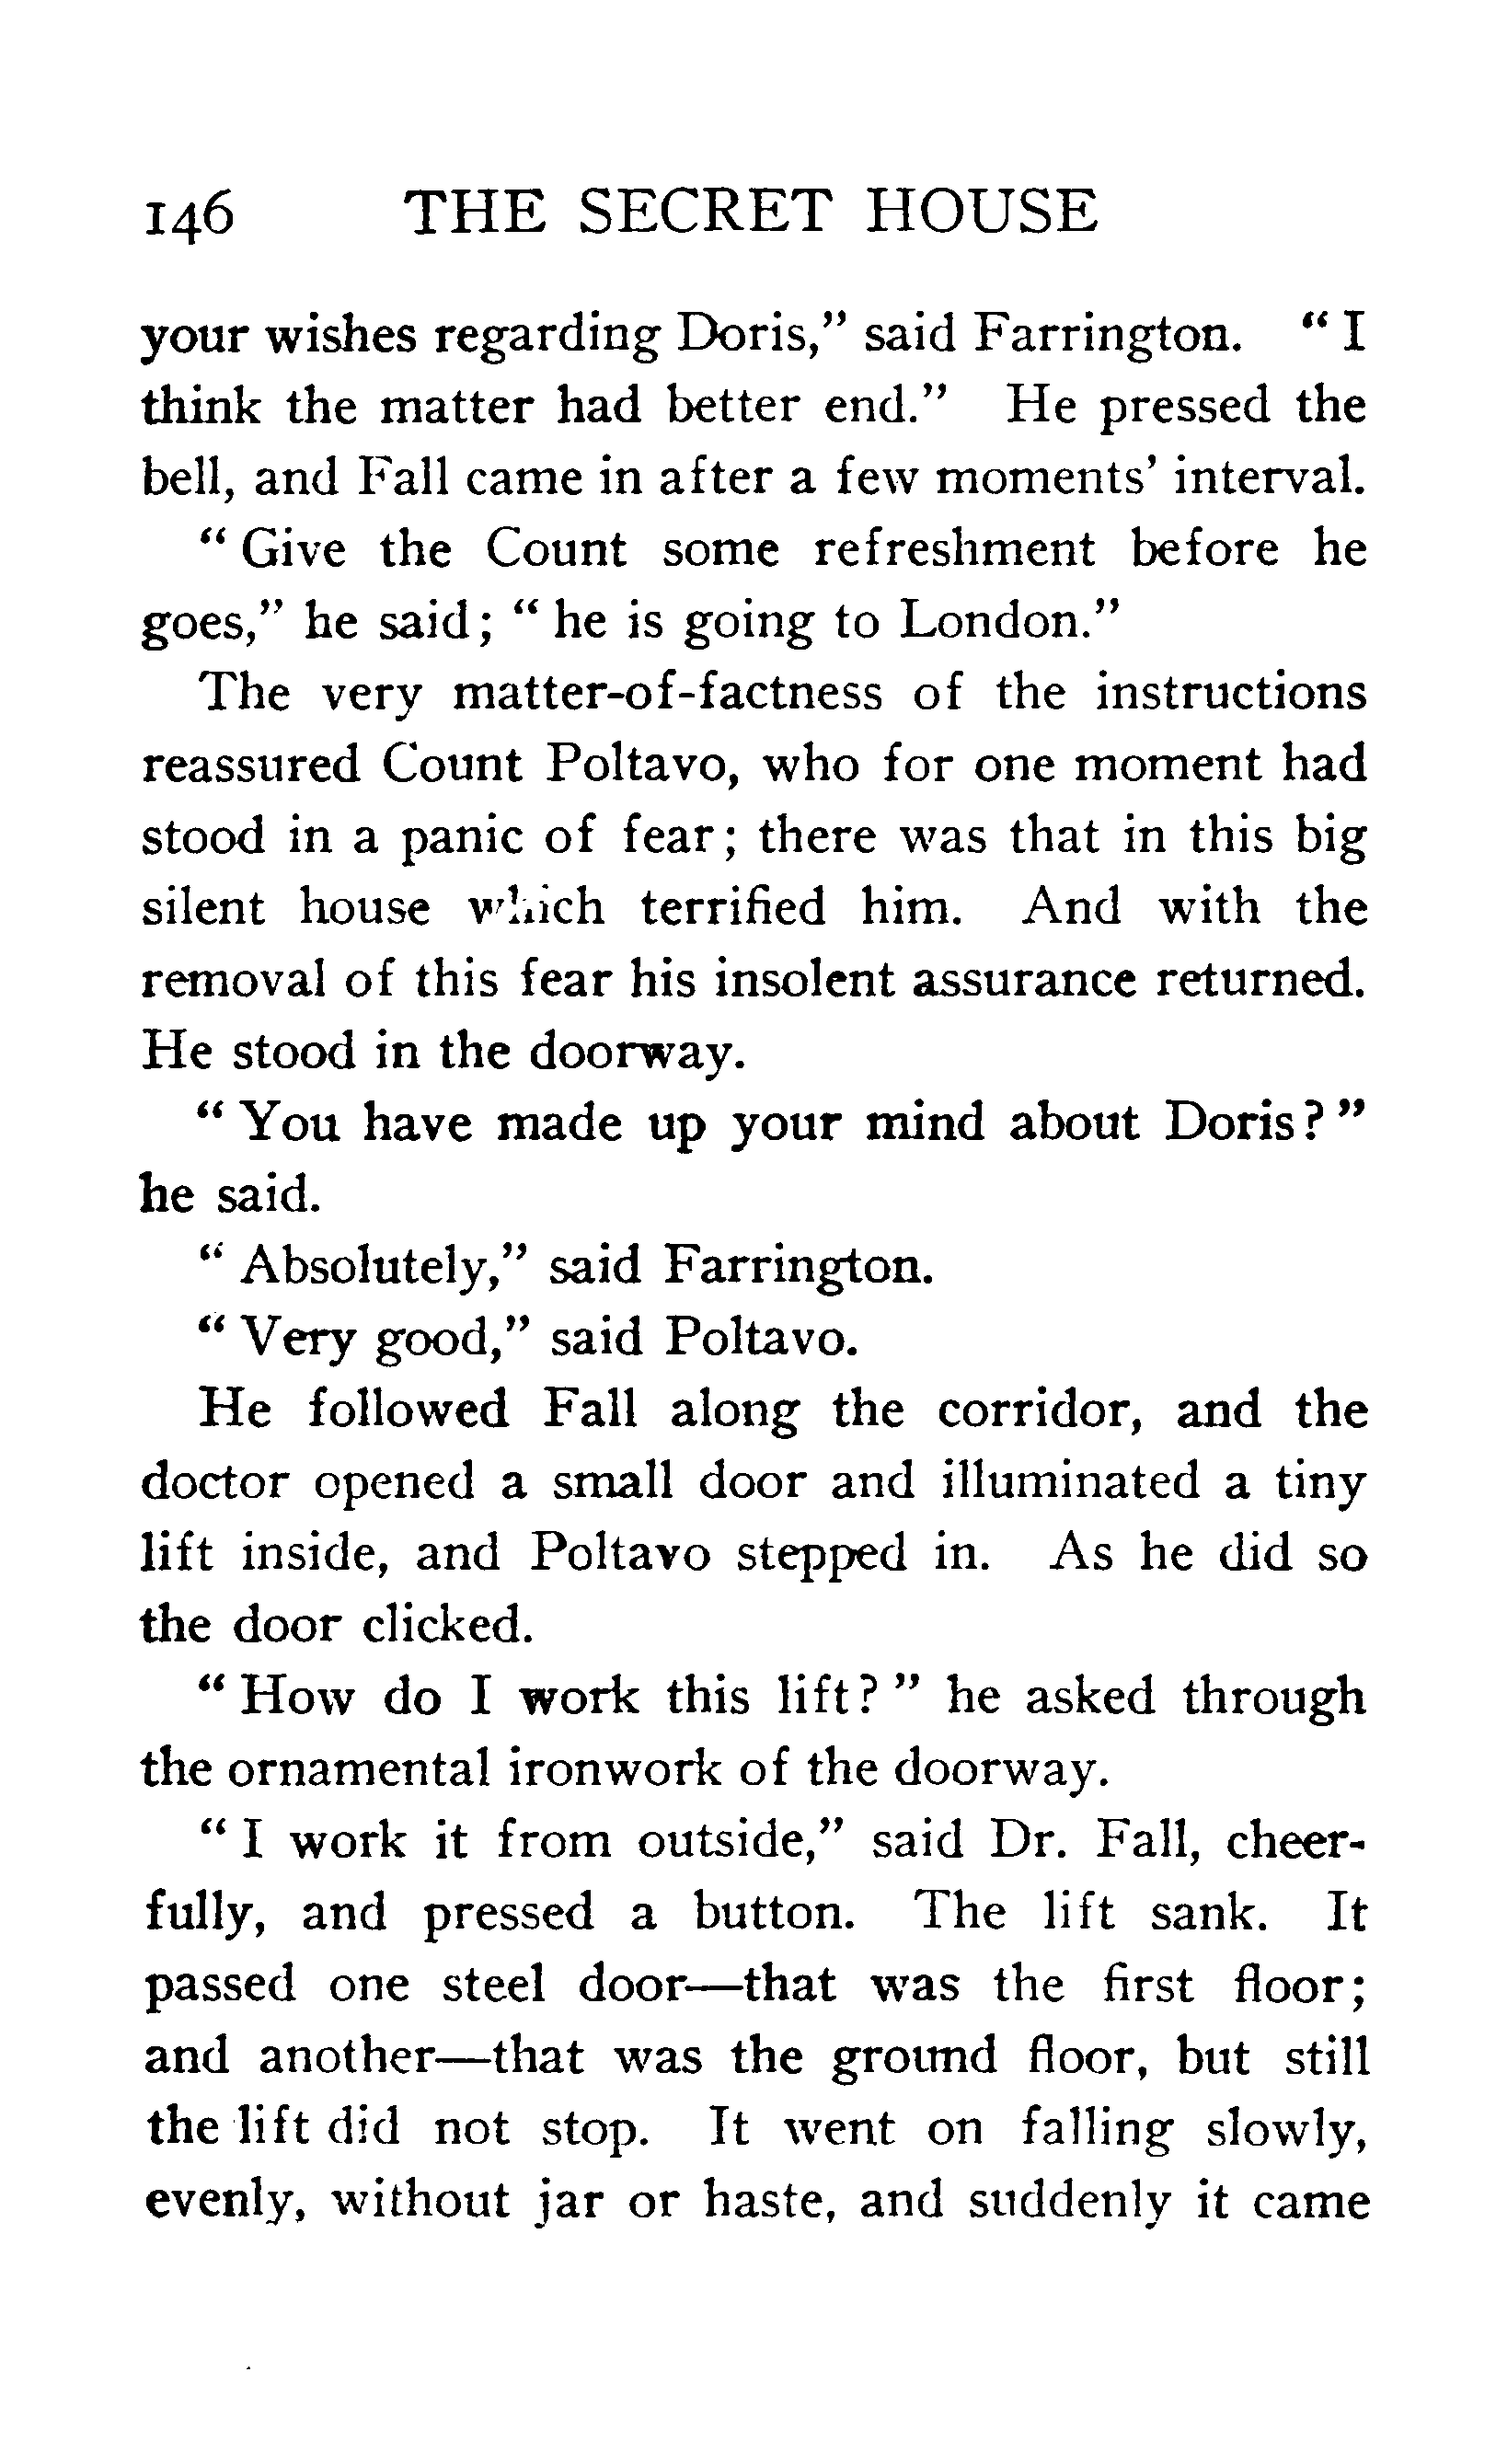 146 THE SECRET HOUSE
your wishes regarding Doris,” said Farrington. “ I
think the matter had better end.” He pressed the
bell, and Fall came in after a few moments’ interval.
“ Give the Count some refreshment before he
goes,” he said; “ he is going to London.”
The very matter-of-factness of the instructions
reassured Count Poltavo, who for one moment had
stood in a panic of fear; there was that in this big
silent house which terrified him. And with the
removal of this fear his insolent assurance returned.
He stood in the doorway.
“ You have made up your mind about Doris? ”
he said.
“ Absolutely,” said Farrington.
“ Very good,” said Poltavo.
He followed Fall along the corridor, and the
doctor opened a small door and illuminated a tiny
lift inside, and Poltavo stepped in. As he did so
the door clicked.
“ How do I work this lift? ” he asked through
the ornamental ironwork of the doorway.
“ I work it from outside,” said Dr. Fall, cheer-
fully, and pressed a button. The lift sank. It
passed one steel door—that was the first floor;
and another—that was the ground floor, but still
the lift did not stop. It went on falling slowly,
evenly, without jar or haste, and suddenly it came